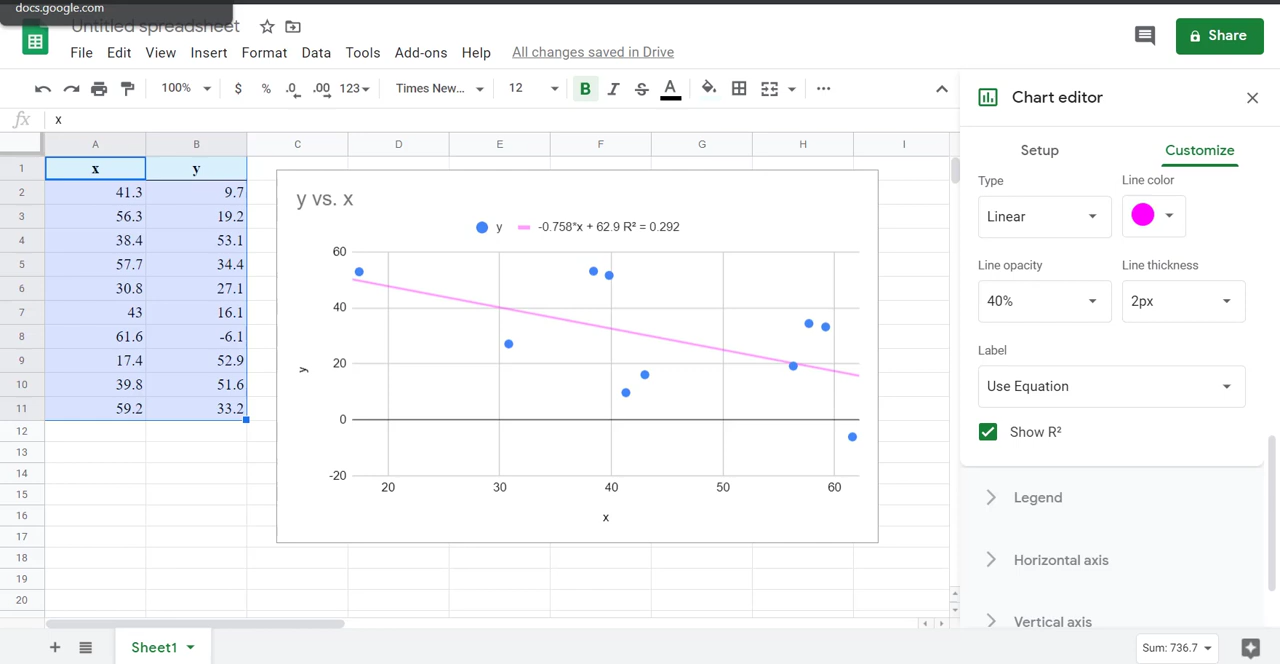 docs.google.com
Untitled spreadsheet
File Edit View Insert Format Data Tools Add-ons Help All changes saved in Drive
Share
100% $ % .0 .00 123 Times New... 12 B I S A ...
fx x
A B C D E F G H I
1 x y
2 41.3 9.7
3 56.3 19.2
4 38.4 53.1
5 57.7 34.4
6 30.8 27.1
7 43 16.1
8 61.6 -6.1
9 17.4 52.9
10 39.8 51.6
11 59.2 33.2
12
13
14
15
16
17
18
19
20
y vs. x
y -0.758*x + 62.9 R² = 0.292
60
40
20
0
-20
y
20 30 40 50 60
x
Chart editor
Setup Customize
Type Line color
Linear
Line opacity Line thickness
40% 2px
Label
Use Equation
Show R²
Legend
Horizontal axis
Vertical axis
+ Sheet1 Sum: 736.7